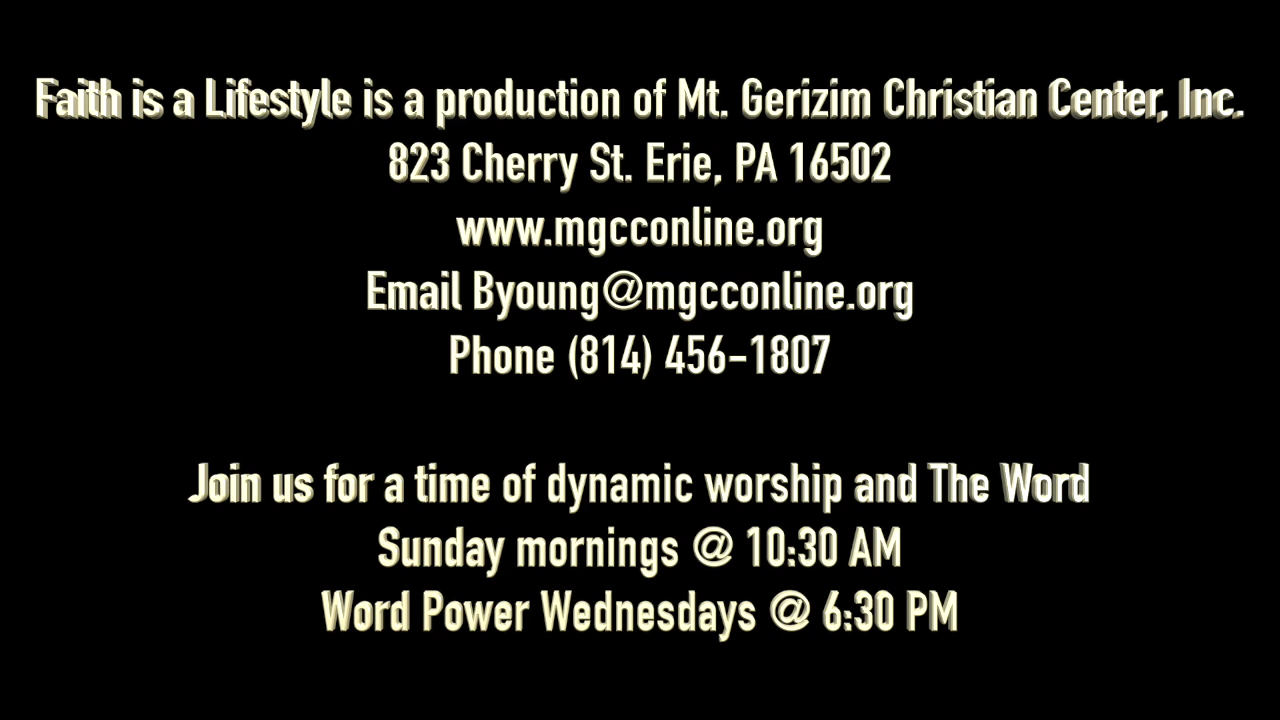 Faith is a Lifestyle is a production of Mt. Gerizim Christian Center, Inc.
823 Cherry St. Erie, PA 16502
www.mgcconline.org
Email Byoung@mgcconline.org
Phone (814) 456-1807
Join us for a time of dynamic worship and The Word
Sunday mornings @ 10:30 AM
Word Power Wednesdays @ 6:30 PM